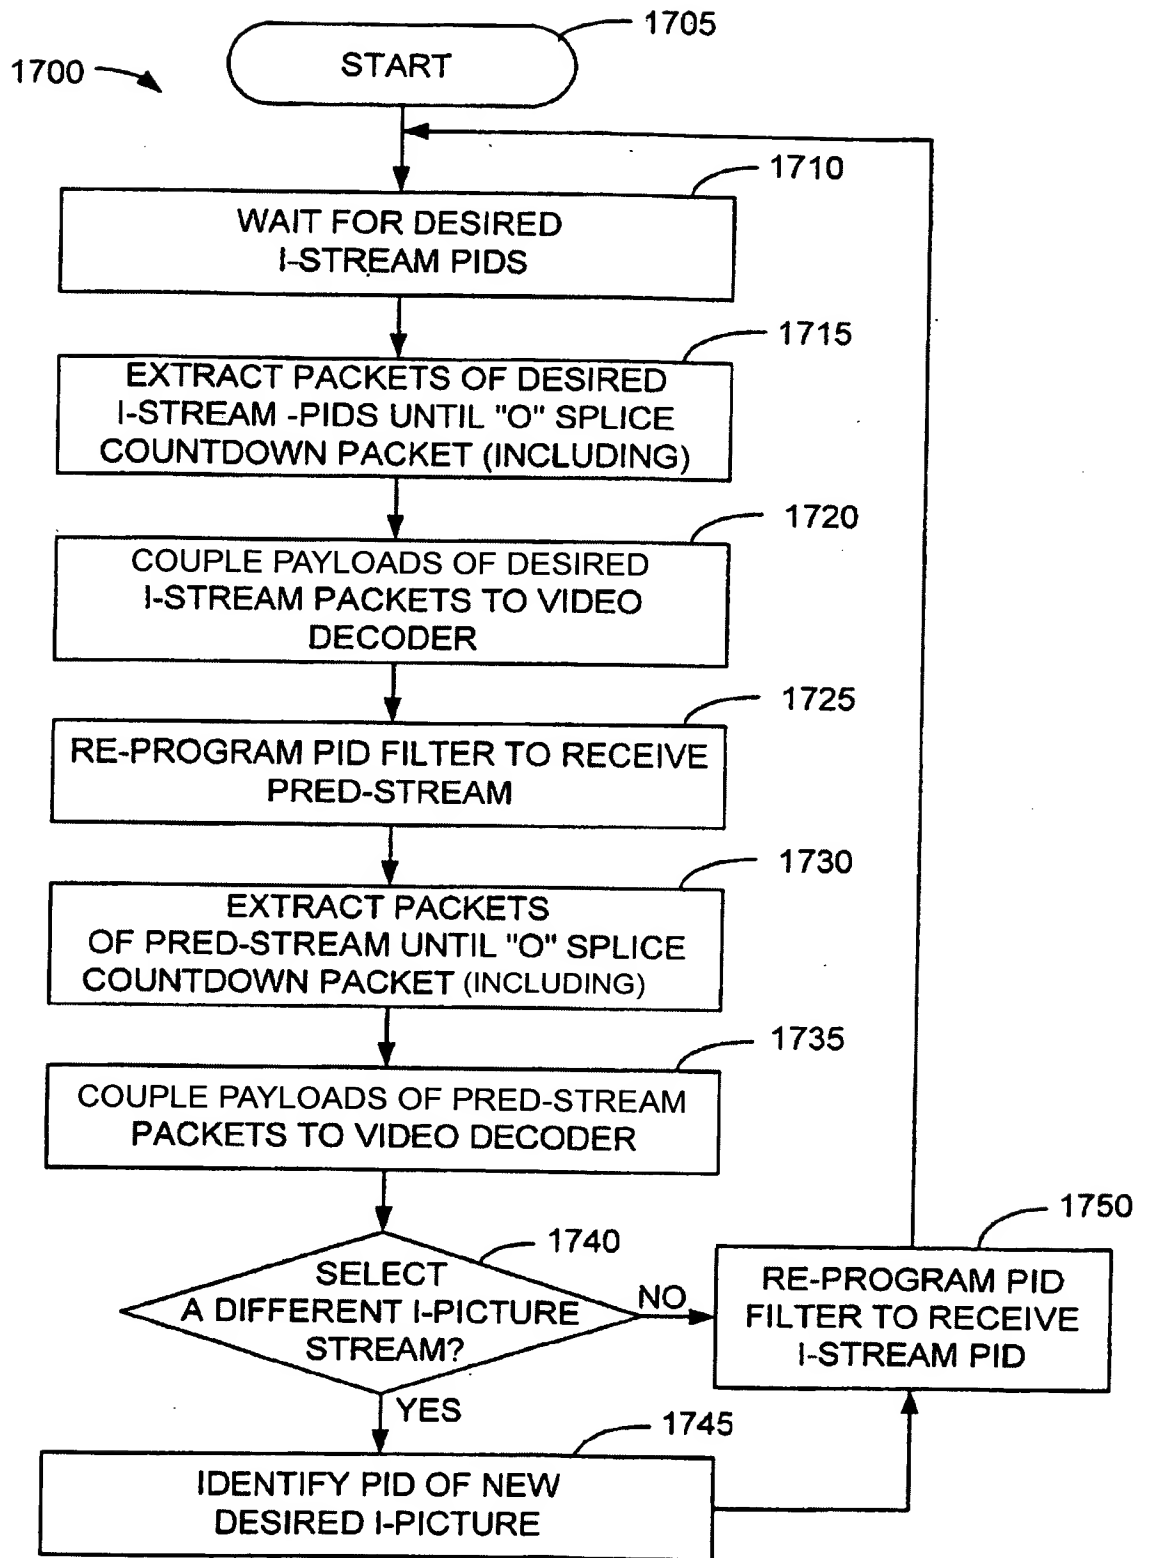 1705
START
1700
1710
WAIT FOR DESIRED
I-STREAM PIDS
1715
EXTRACT PACKETS OF DESIRED
I-STREAM -PIDS UNTIL "O" SPLICE
COUNTDOWN PACKET (INCLUDING)
1720
COUPLE PAYLOADS OF DESIRED
I-STREAM PACKETS TO VIDEO
DECODER
1725
RE-PROGRAM PID FILTER TO RECEIVE
PRED-STREAM
1730
EXTRACT PACKETS
OF PRED-STREAM UNTIL "O" SPLICE
COUNTDOWN PACKET (INCLUDING)
1735
COUPLE PAYLOADS OF PRED-STREAM
PACKETS TO VIDEO DECODER
1740
SELECT
A DIFFERENT I-PICTURE
STREAM?
NO
1750
RE-PROGRAM PID
FILTER TO RECEIVE
I-STREAM PID
YES
1745
IDENTIFY PID OF NEW
DESIRED I-PICTURE